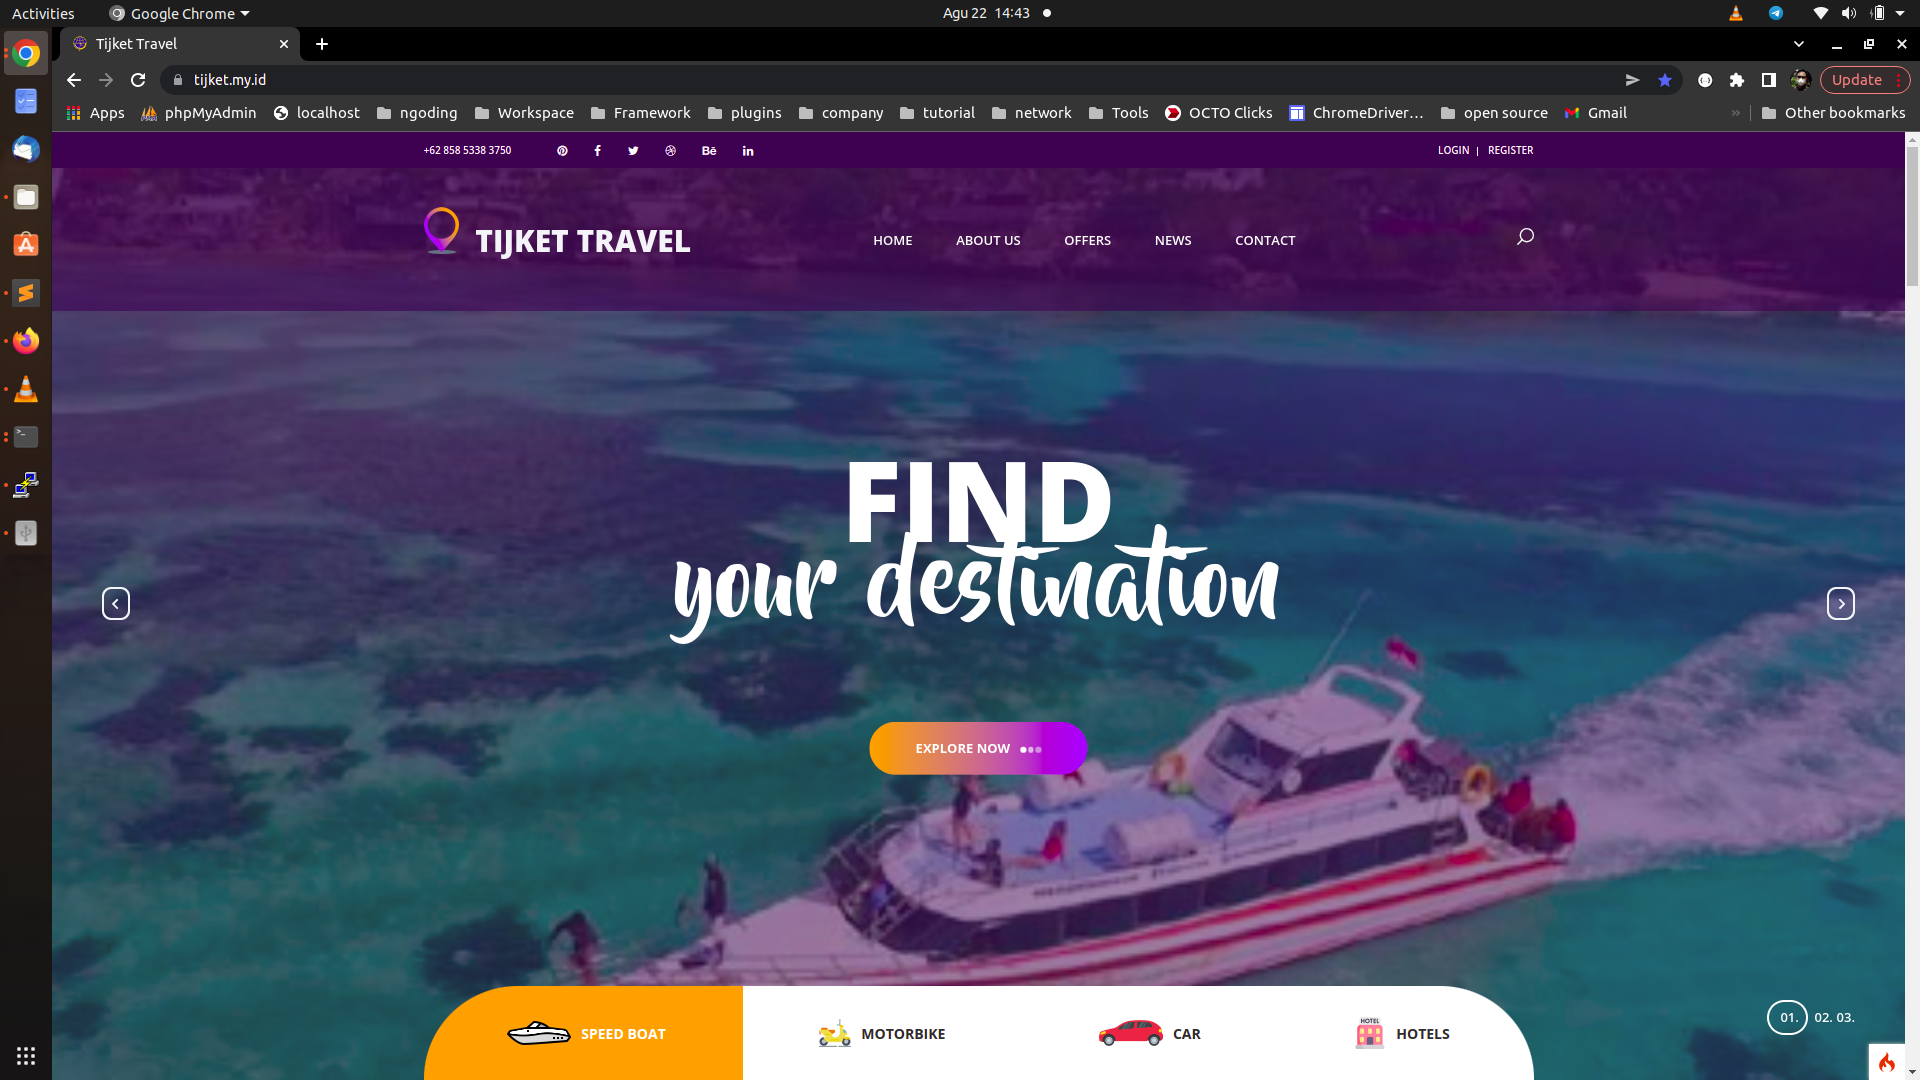 Activities Google Chrome Agu 22 14:43
Tijket Travel
tijket.my.id Update
Apps phpMyAdmin localhost ngoding Workspace Framework plugins company tutorial network Tools OCTO Clicks ChromeDriver... open source Gmail » Other bookmarks
+62 858 5338 3750 Bē in LOGIN | REGISTER
TIJKET TRAVEL HOME ABOUT US OFFERS NEWS CONTACT
FIND
your destination
EXPLORE NOW
SPEED BOAT HOTEL MOTORBIKE CAR HOTELS
01. 02. 03.